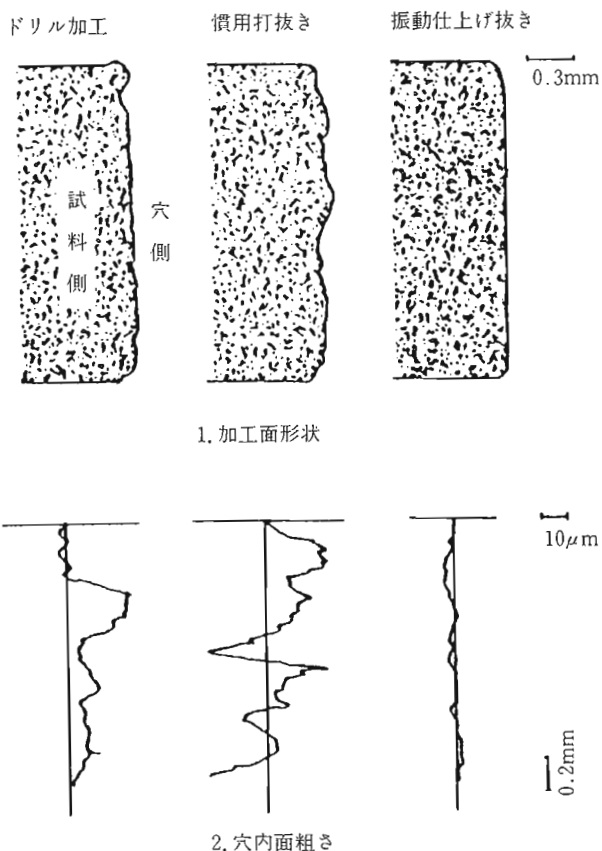 ドリル加工
慣用打抜き
振動仕上げ抜き
0.3mm
試料側
穴側
1. 加工面形状
10μm
0.2mm
2. 穴内面粗さ